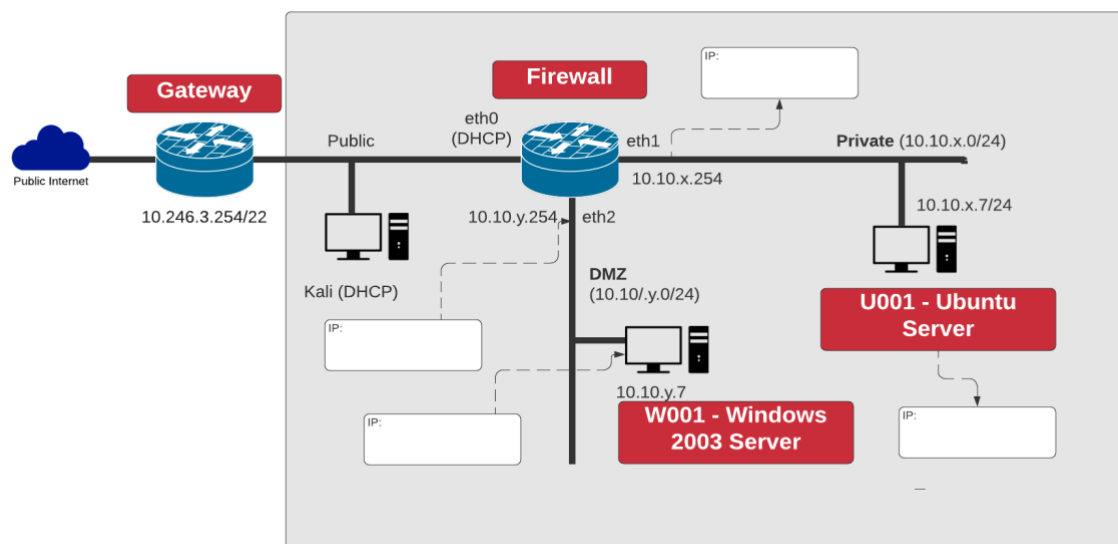 Gateway
Firewall
IP:
eth0
(DHCP)
Public
eth1
Private (10.10.x.0/24)
Public Internet
10.246.3.254/22
10.10.x.254
10.10.y.254
eth2
10.10.x.7/24
Kali (DHCP)
DMZ
(10.10/.y.0/24)
U001 - Ubuntu
Server
IP:
10.10.y.7
IP:
W001 - Windows
2003 Server
IP: